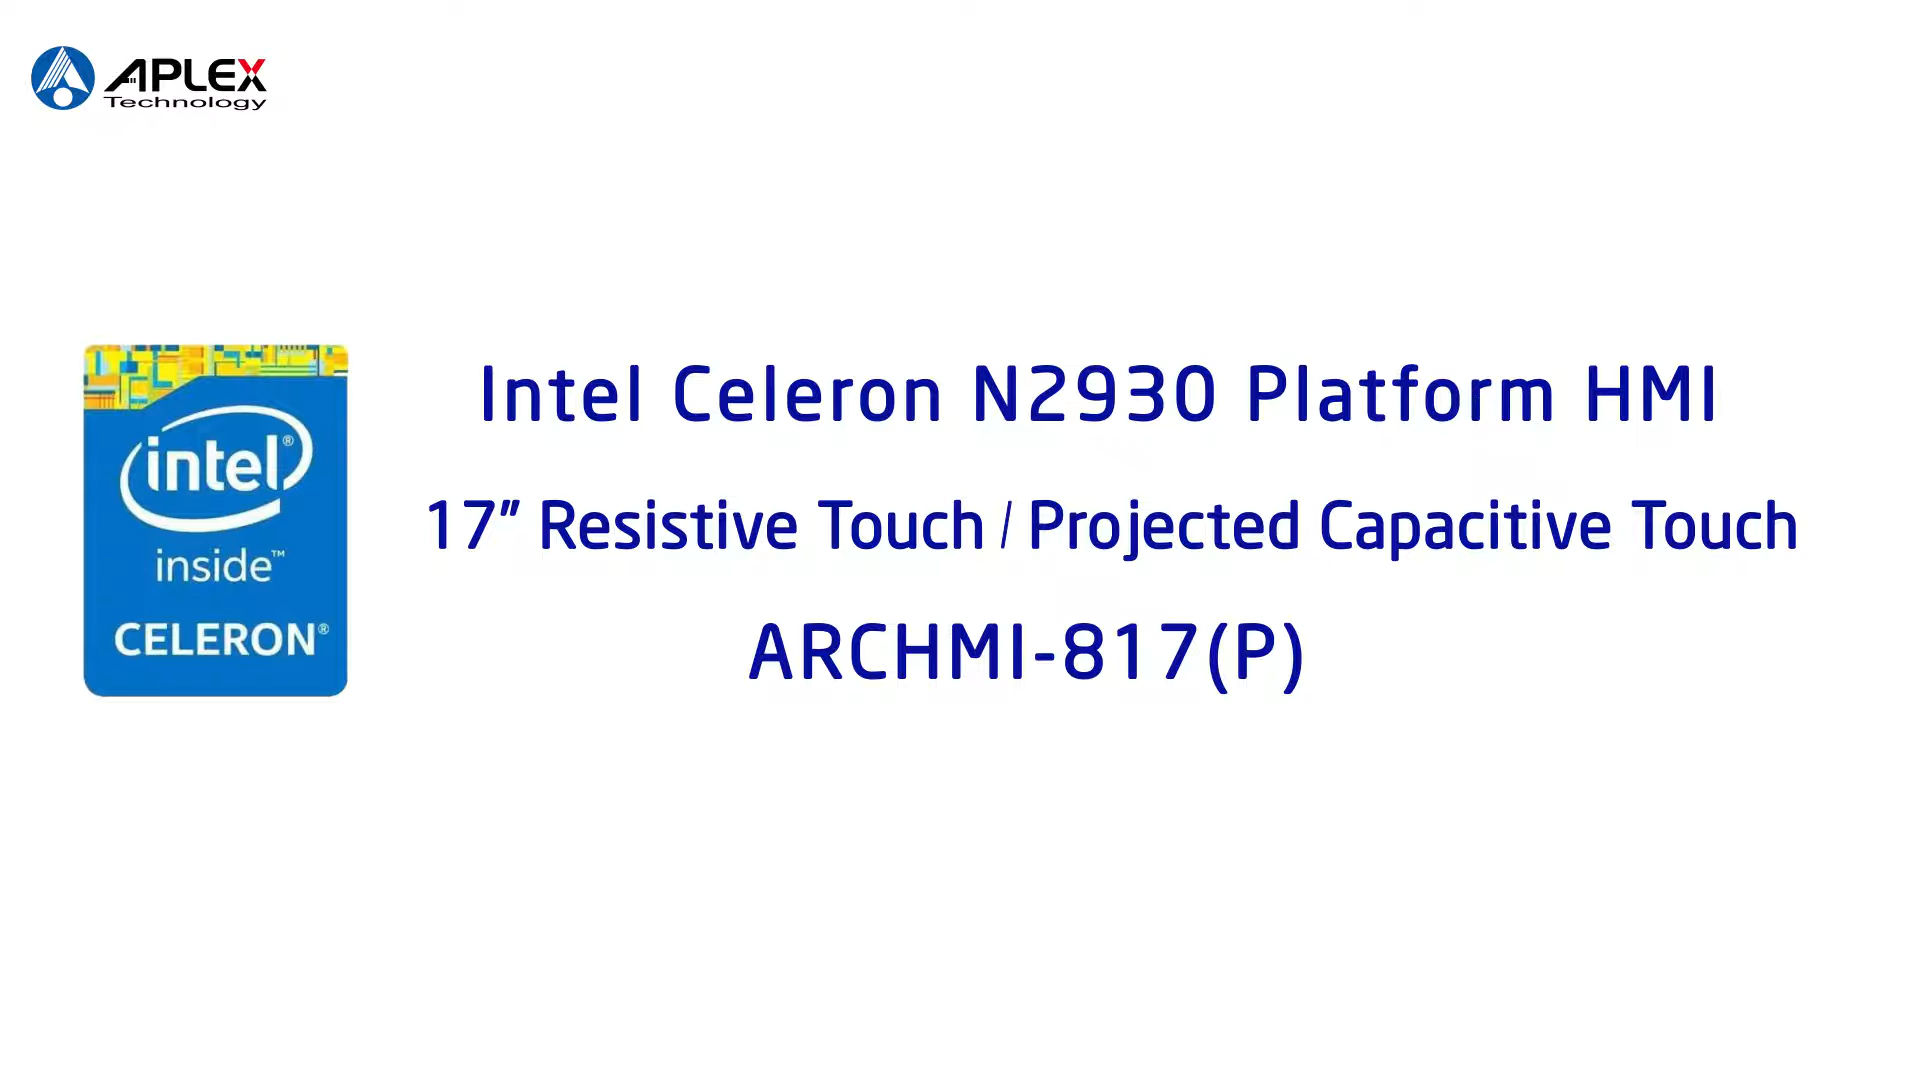 APLEX
Technology
intel®
inside™
CELERON®
Intel Celeron N2930 Platform HMI
17" Resistive Touch / Projected Capacitive Touch
ARCHMI-817(P)